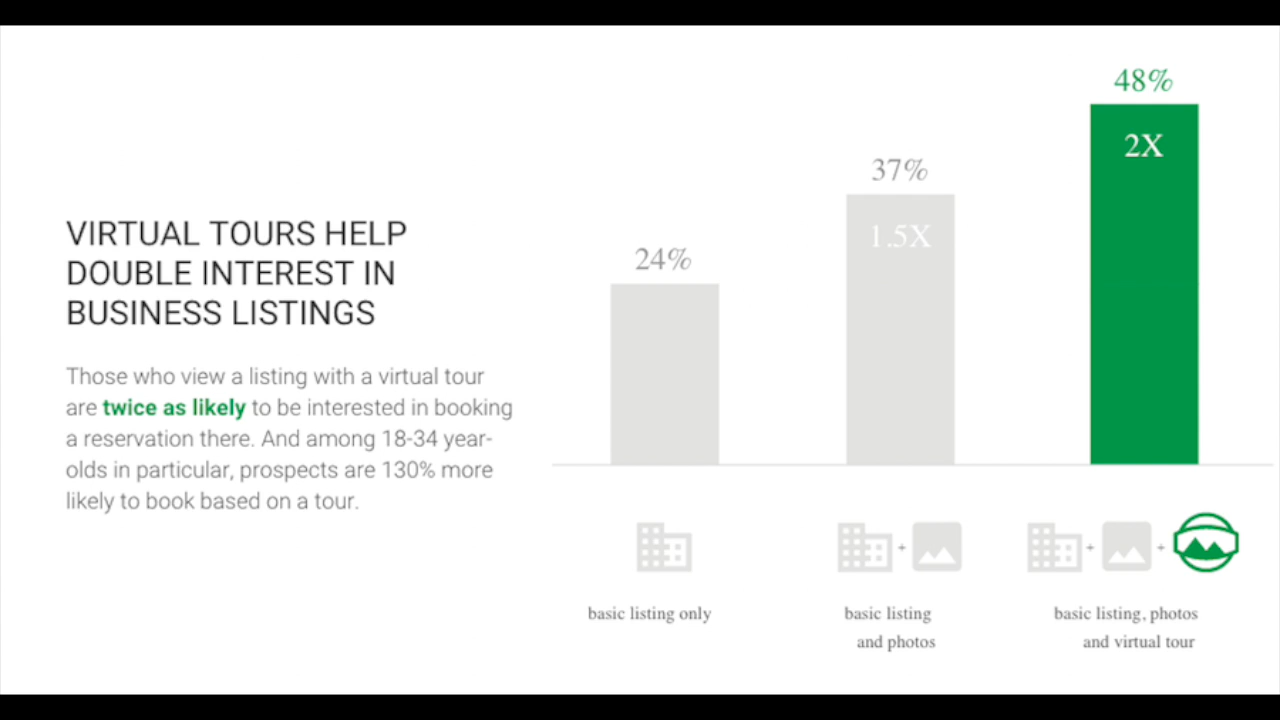 VIRTUAL TOURS HELP
DOUBLE INTEREST IN
BUSINESS LISTINGS
Those who view a listing with a virtual tour
are twice as likely to be interested in booking
a reservation there. And among 18-34 year-
olds in particular, prospects are 130% more
likely to book based on a tour.
24%
37%
1.5X
48%
2X
+
+
+
basic listing only
basic listing
and photos
basic listing, photos
and virtual tour